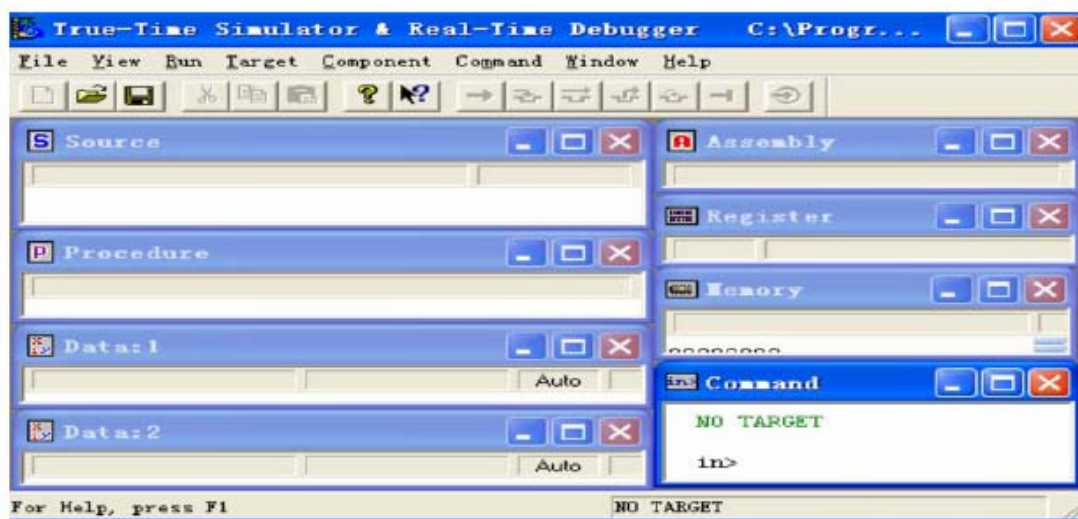 True-Time Simulator & Real-Time Debugger C:\Progr...
File View Run Target Component Command Window Help
S Source
A Assembly
Register
P Procedure
Memory
Data:1
Auto
in> Command
NO TARGET
Data:2
in>
Auto
For Help, press F1
NO TARGET